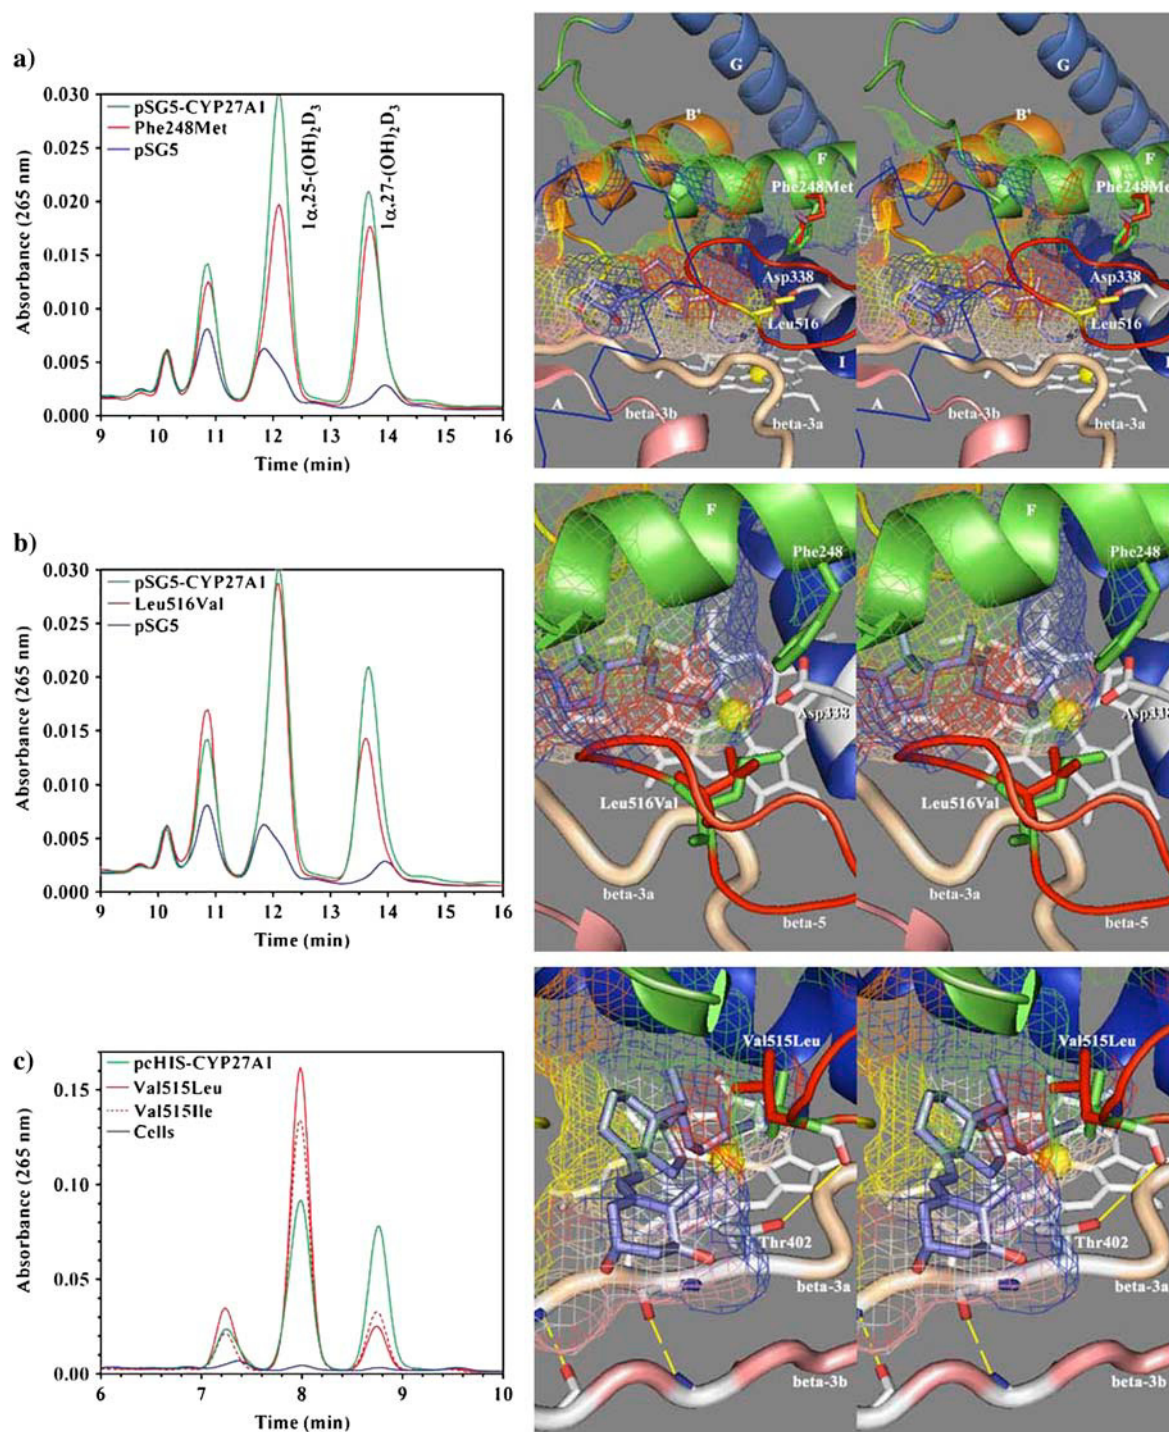 a)
0.030
0.025
0.020
0.015
0.010
0.005
0.000
Absorbance (265 nm)
pSG5-CYP27A1
Phe248Met
pSG5
1α,25-(OH)₂D₃
1α,27-(OH)₂D₃
9 10 11 12 13 14 15 16
Time (min)
G
G
B'
B'
F
F
Phe248Met
Phe248Met
Asp338
Asp338
Leu516
Leu516
I
I
A
A
beta-3b
beta-3b
beta-3a
beta-3a
b)
0.030
0.025
0.020
0.015
0.010
0.005
0.000
Absorbance (265 nm)
pSG5-CYP27A1
Leu516Val
pSG5
9 10 11 12 13 14 15 16
Time (min)
F
F
Phe248
Phe248
Asp338
Asp338
Leu516Val
Leu516Val
beta-3a
beta-3a
beta-5
beta-5
c)
0.15
0.10
0.05
0.00
Absorbance (265 nm)
pcHIS-CYP27A1
Val515Leu
Val515Ile
Cells
6 7 8 9 10
Time (min)
Val515Leu
Val515Leu
Thr402
Thr402
beta-3a
beta-3a
beta-3b
beta-3b